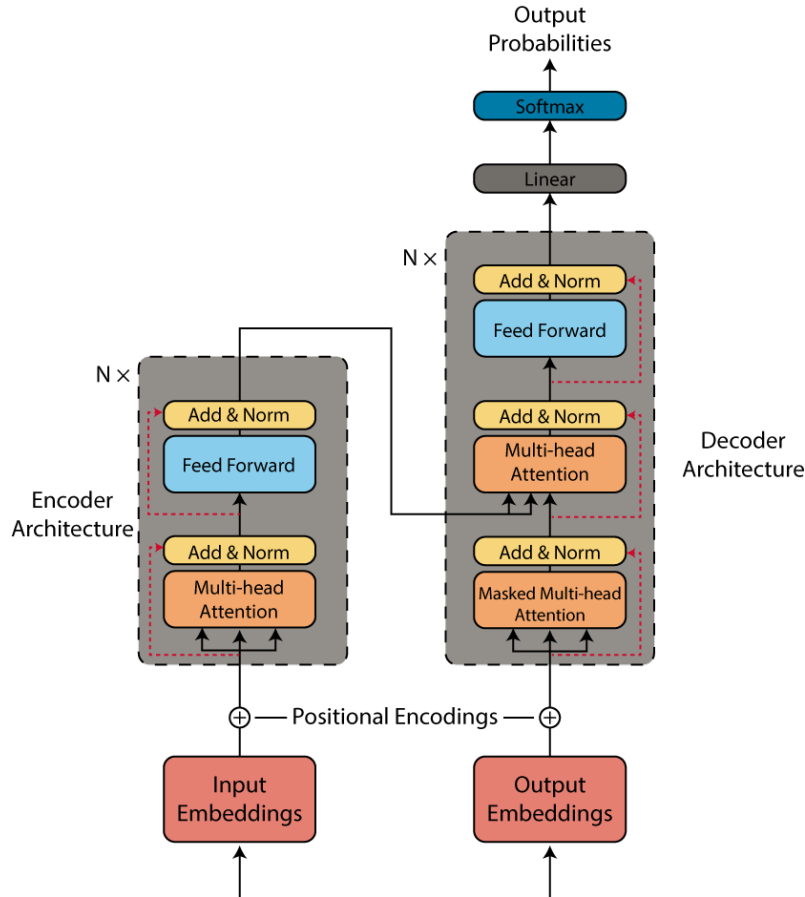 Output
Probabilities
Softmax
Linear
N ×
Add & Norm
Feed Forward
Add & Norm
Multi-head
Attention
Decoder
Architecture
Add & Norm
Masked Multi-head
Attention
N ×
Add & Norm
Feed Forward
Encoder
Architecture
Add & Norm
Multi-head
Attention
Positional Encodings
Input
Embeddings
Output
Embeddings